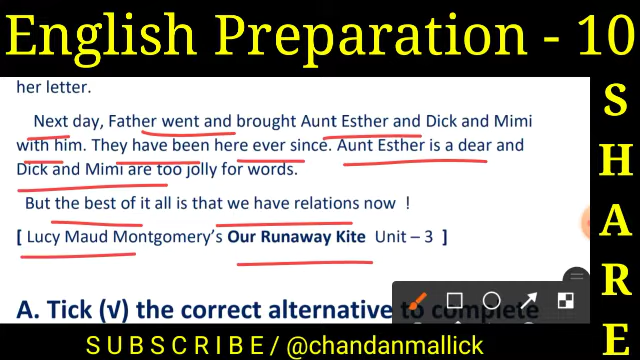 English Preparation - 10
her letter.
Next day, Father went and brought Aunt Esther and Dick and Mimi
with him. They have been here ever since. Aunt Esther is a dear and
Dick and Mimi are too jolly for words.
But the best of it all is that we have relations now !
[ Lucy Maud Montgomery's Our Runaway Kite Unit – 3 ]
A. Tick (√) the correct alternative to complete
SUBSCRIBE/ @chandanmallick
SHARE